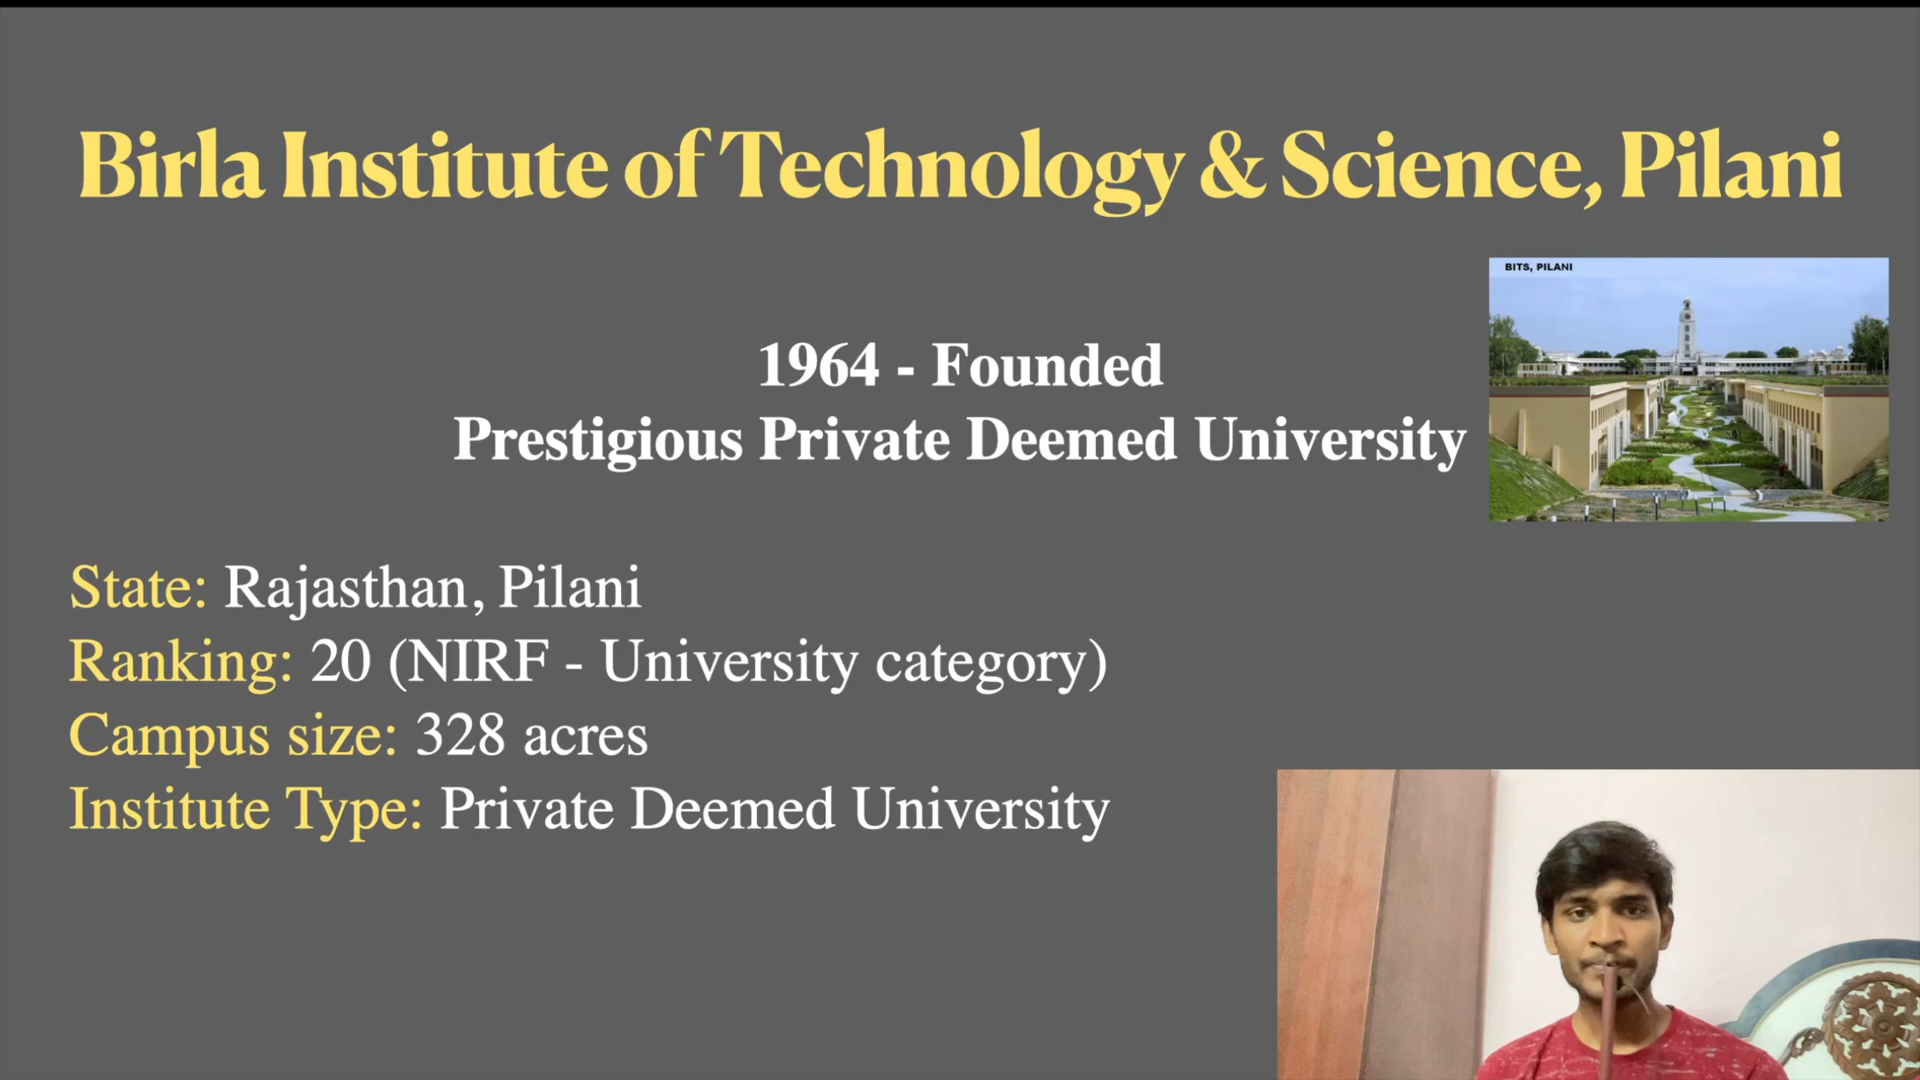 Birla Institute of Technology & Science, Pilani
BITS, PILANI
1964 - Founded
Prestigious Private Deemed University
State: Rajasthan, Pilani
Ranking: 20 (NIRF - University category)
Campus size: 328 acres
Institute Type: Private Deemed University